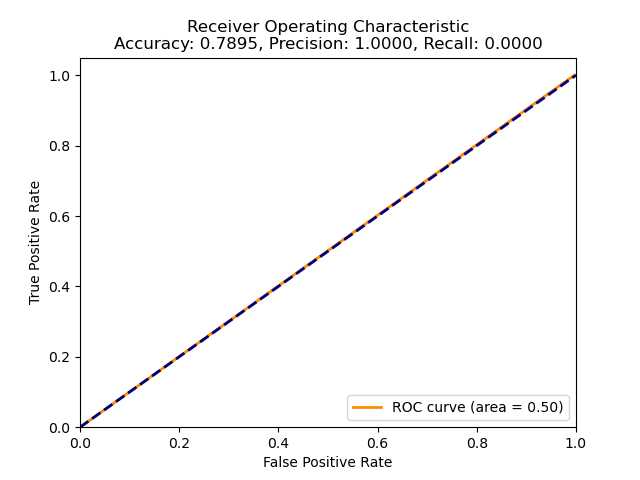 Receiver Operating Characteristic
Accuracy: 0.7895, Precision: 1.0000, Recall: 0.0000
1.0
0.8
0.6
0.4
0.2
0.0
True Positive Rate
ROC curve (area = 0.50)
0.0 0.2 0.4 0.6 0.8 1.0
False Positive Rate